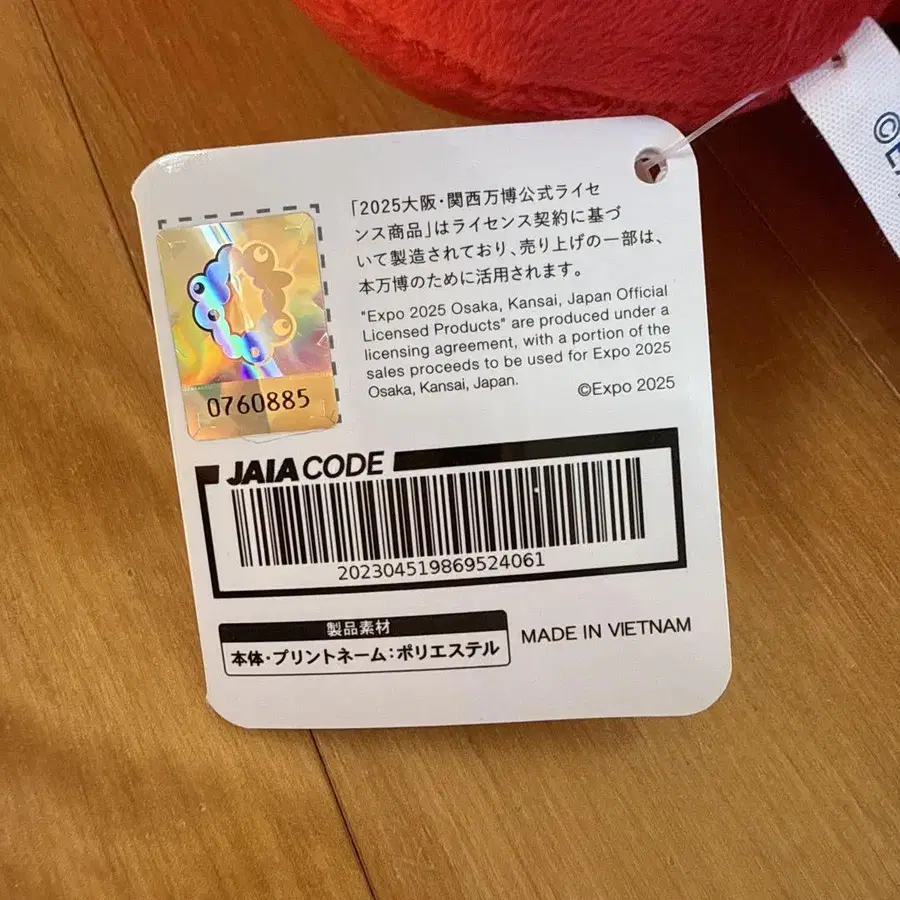 「2025大阪・関西万博公式ライセ
ンス商品」はライセンス契約に基づ
いて製造されており、売り上げの一部は、
本万博のために活用されます。
"Expo 2025 Osaka, Kansai, Japan Official
Licensed Products" are produced under a
licensing agreement, with a portion of the
sales proceeds to be used for Expo 2025
Osaka, Kansai, Japan.
©Expo 2025
0760885
JAIA CODE
202304519869524061
製品素材
本体・プリントネーム:ポリエステル
MADE IN VIETNAM